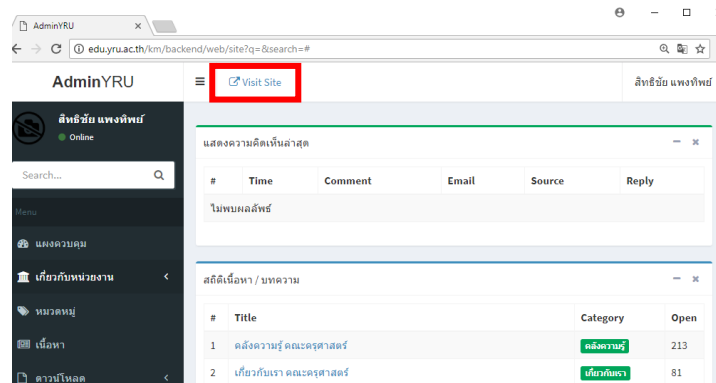 AdminYRU
edu.yru.ac.th/km/backend/web/site?q=&search=#
AdminYRU
Visit Site
สิทธิชัย แพงทิพย์
สิทธิชัย แพงทิพย์
Online
Search...
Menu
แผงควบคุม
เกี่ยวกับหน่วยงาน
หมวดหมู่
เนื้อหา
ดาวน์โหลด
แสดงความคิดเห็นล่าสุด
# Time Comment Email Source Reply
ไม่พบผลลัพธ์
สถิติเนื้อหา / บทความ
# Title Category Open
1 คลังความรู้ คณะครุศาสตร์ คลังความรู้ 213
2 เกี่ยวกับเรา คณะครุศาสตร์ เกี่ยวกับเรา 81